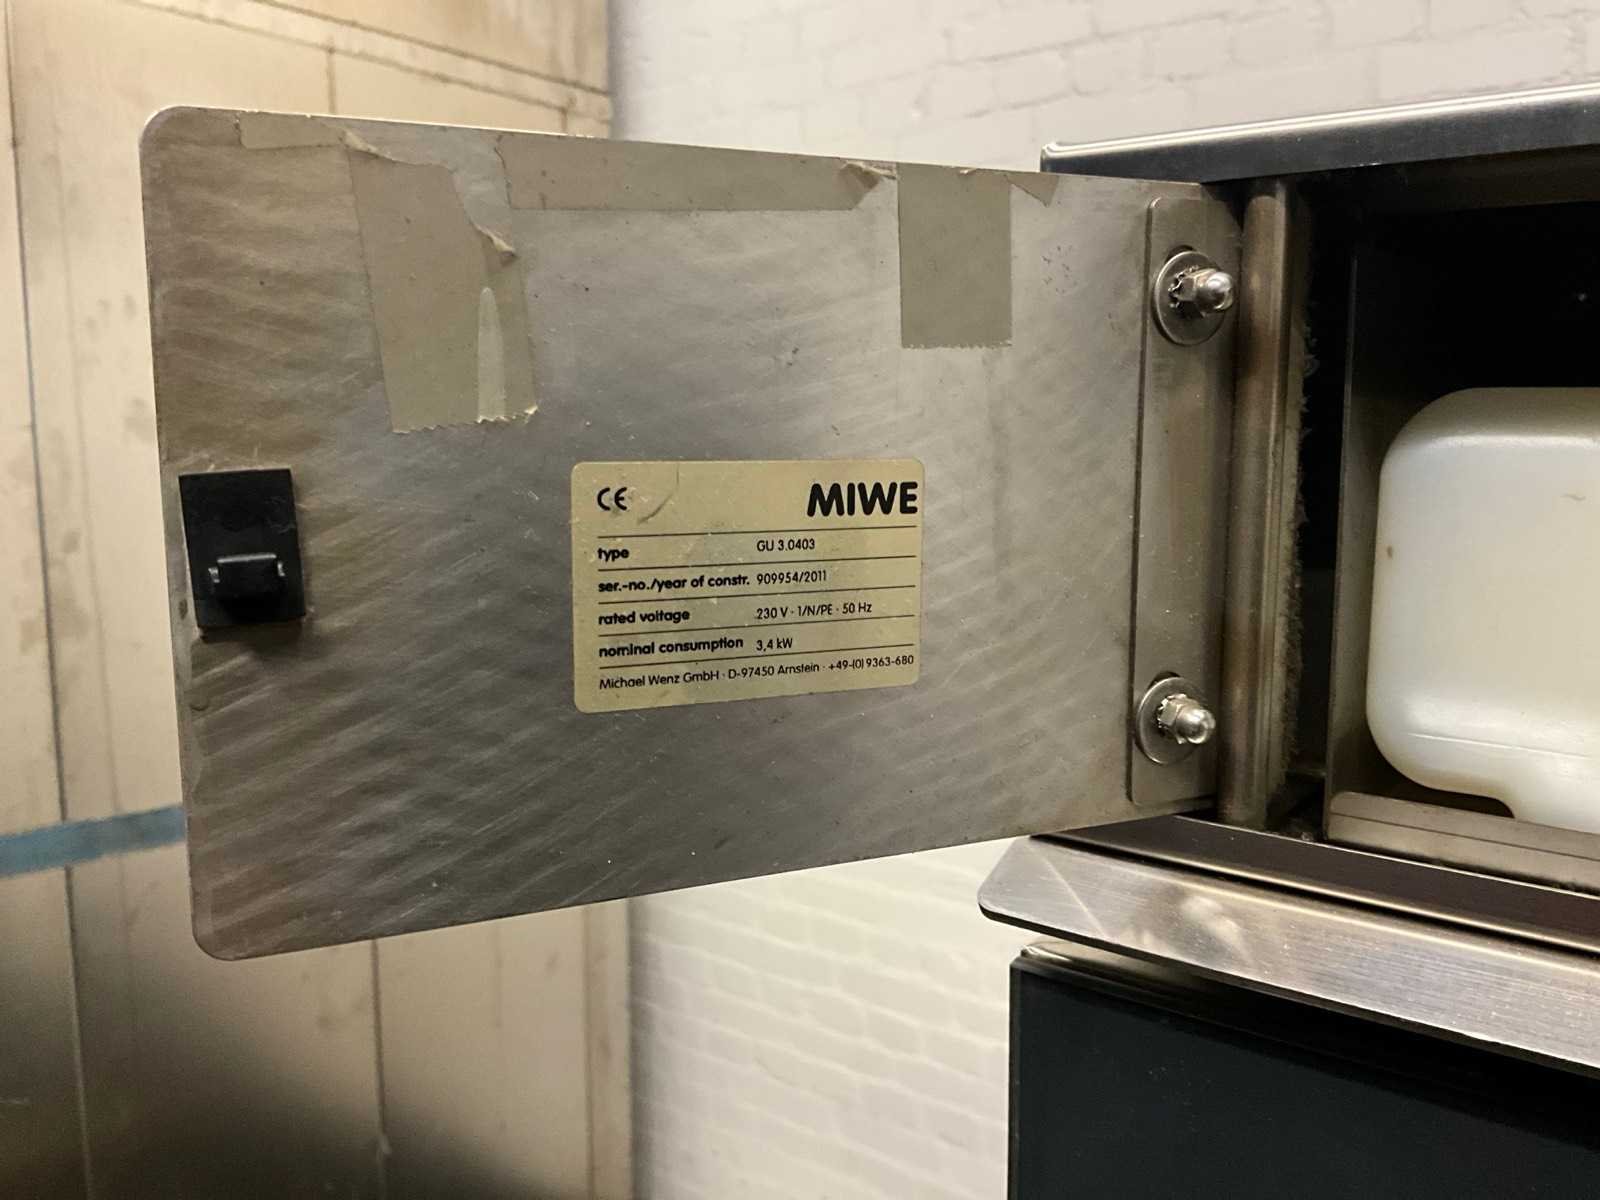 CE
MIWE
type GU 3.0403
ser.-no./year of constr. 909954/2011
rated voltage 230 V · 1/N/PE · 50 Hz
nominal consumption 3,4 kW
Michael Wenz GmbH · D-97450 Arnstein · +49-(0) 9363-680